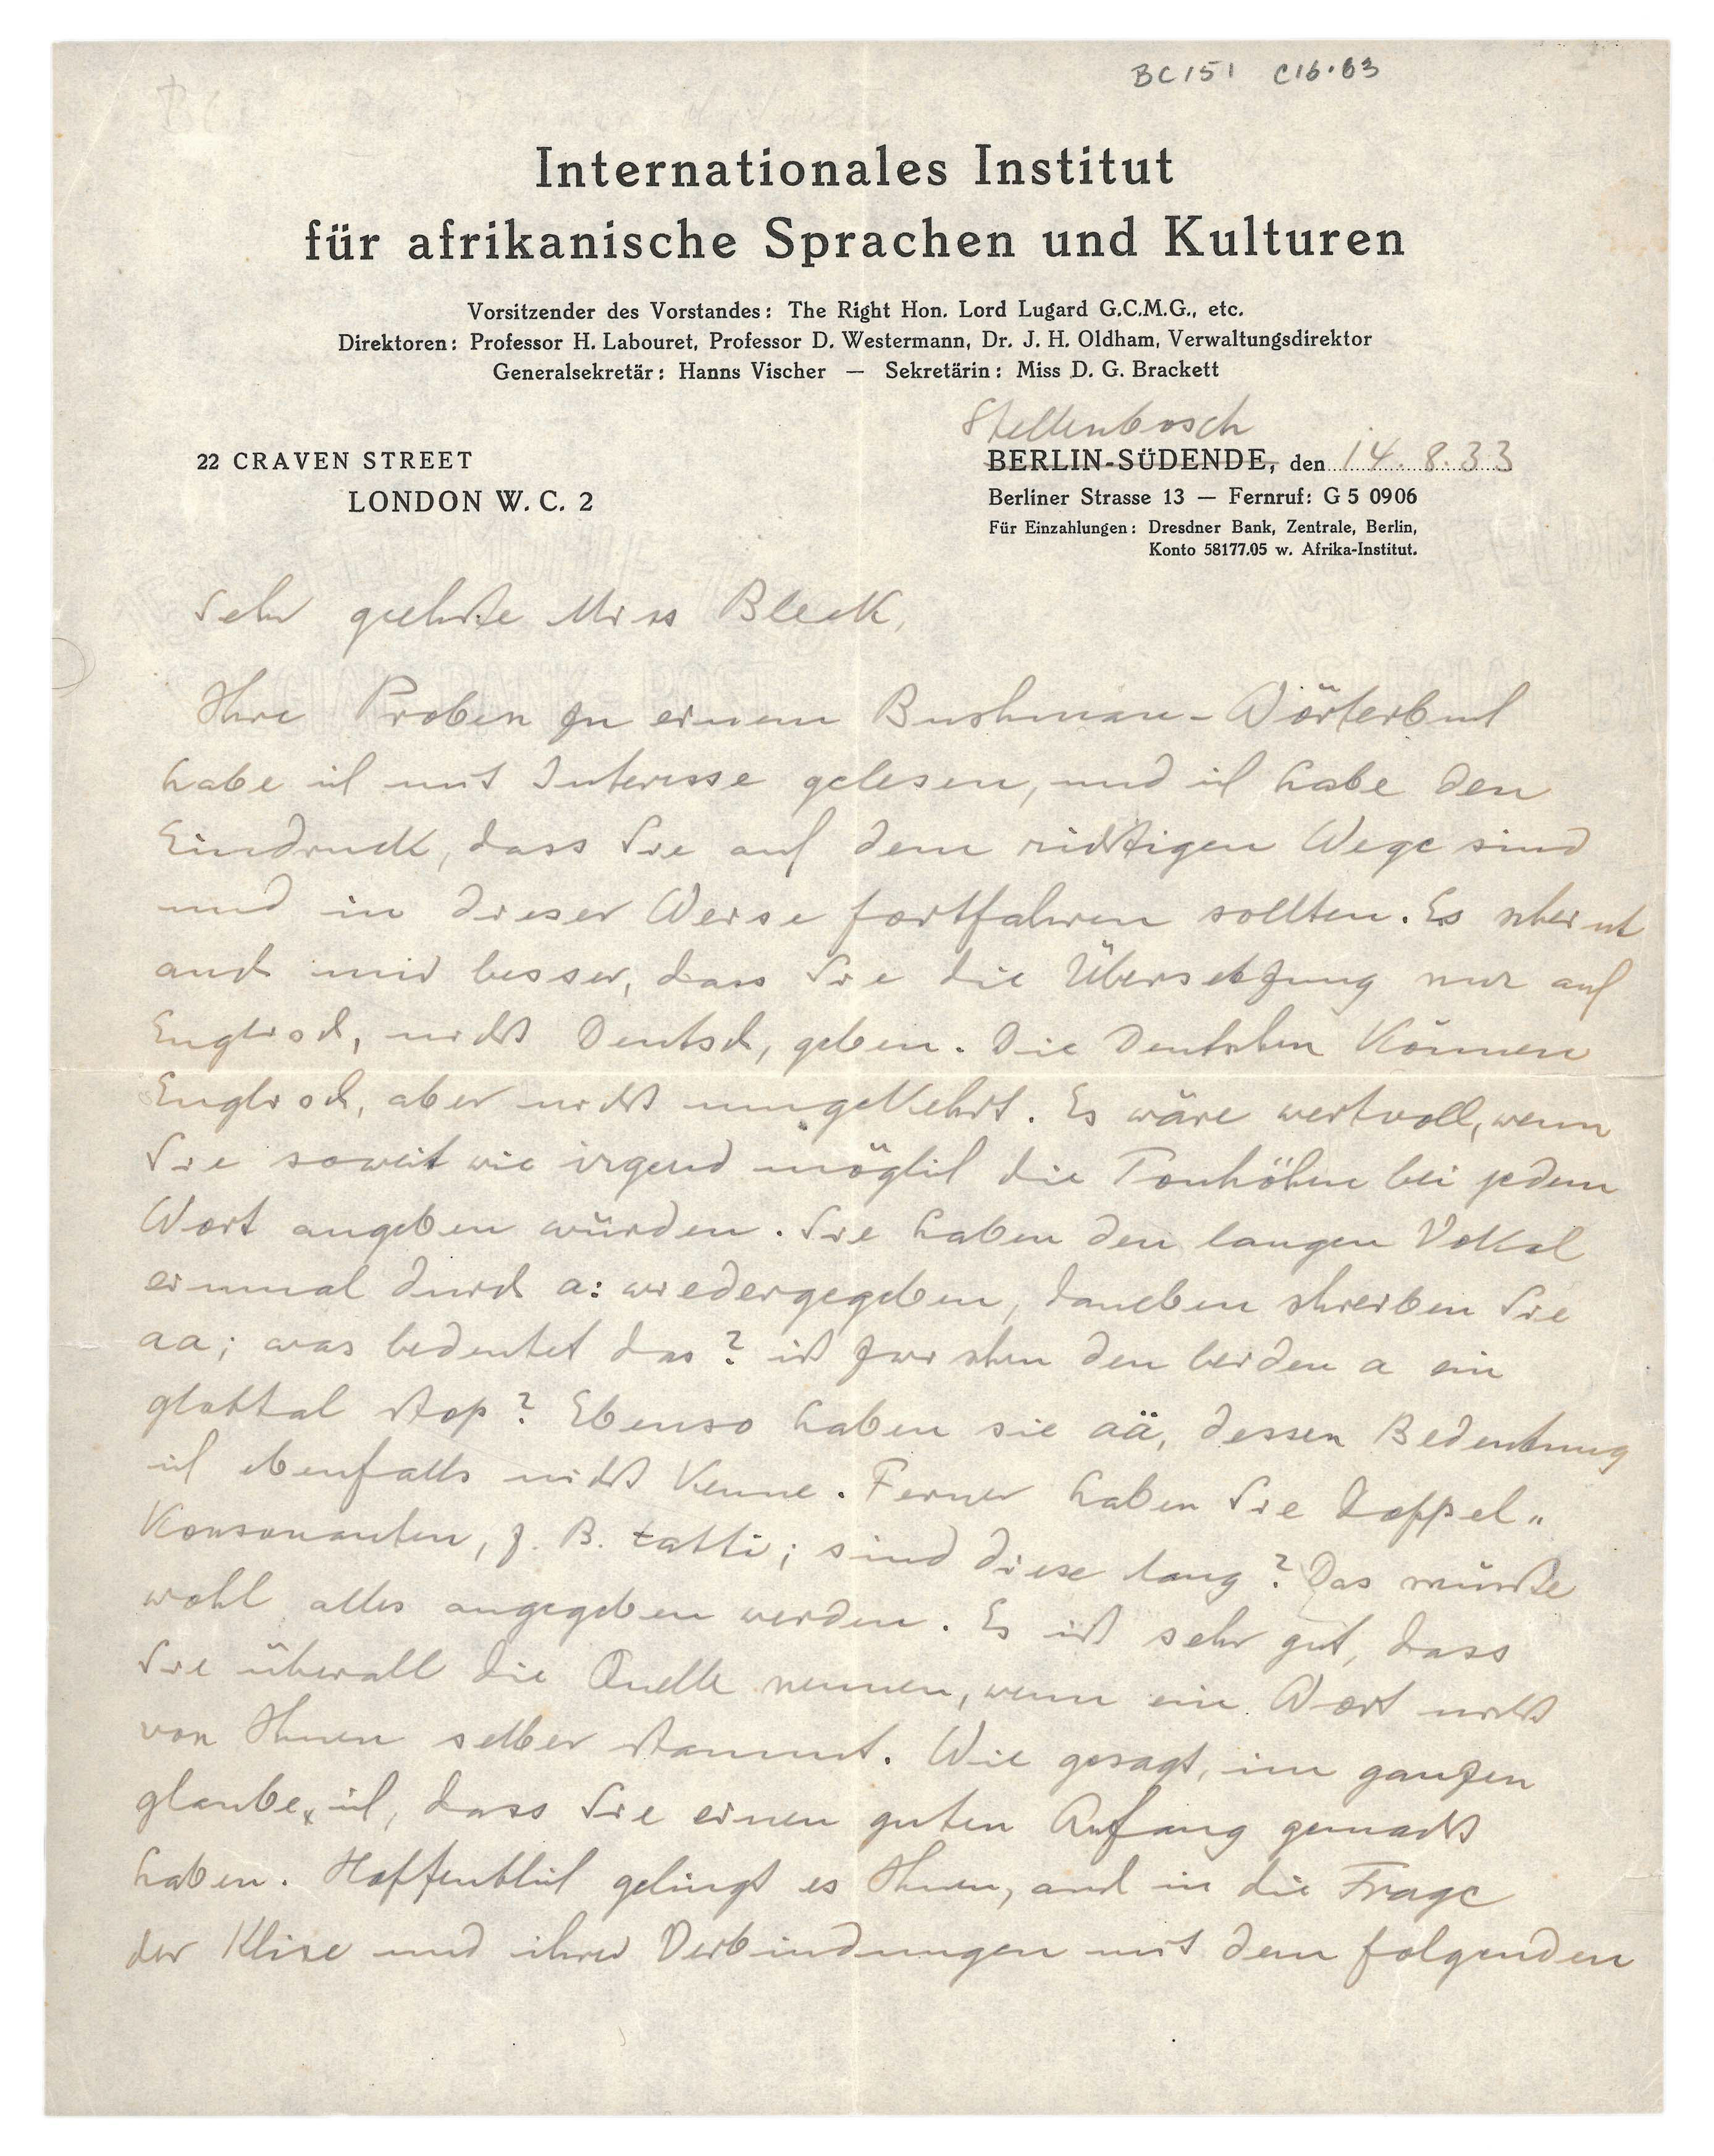 BC151 C16.63
Internationales Institut
für afrikanische Sprachen und Kulturen
Vorsitzender des Vorstandes: The Right Hon. Lord Lugard G.C.M.G., etc.
Direktoren: Professor H. Labouret, Professor D. Westermann, Dr. J. H. Oldham, Verwaltungsdirektor
Generalsekretär: Hanns Vischer — Sekretärin: Miss D. G. Brackett
Stellenbosch
22 CRAVEN STREET
LONDON W. C. 2
BERLIN-SÜDENDE, den 14. 8. 33
Berliner Strasse 13 — Fernruf: G 5 0906
Für Einzahlungen: Dresdner Bank, Zentrale, Berlin,
Konto 58177.05 w. Afrika-Institut.
Sehr geehrte Miss Bleek,
Ihre Proben zu einem Bushman-Wörterbuch
habe ich mit Interesse gelesen, und ich habe den
Eindruck, dass Sie auf dem richtigen Wege sind
und in dieser Weise fortfahren sollten. Es scheint
auch mir besser, dass Sie die Übersetzung nur auf
Englisch, nicht Deutsch, geben. Die Deutschen können
Englisch, aber nicht umgekehrt. Es wäre wertvoll, wenn
Sie soweit wie irgend möglich die Tonhöhen bei jedem
Wort angeben würden. Sie haben den langen Vokal
einmal durch a: wiedergegeben, daneben schreiben Sie
aa; was bedeutet das? ist zwischen den beiden a ein
glottal stop? Ebenso haben sie aä, dessen Bedeutung
ich ebenfalls nicht kenne. Ferner haben Sie Doppel-
Konsonanten, z. B. ŧatti; sind diese lang? Das müsste
wohl alles angegeben werden. Es ist sehr gut, dass
Sie überall die Quelle nennen, wenn ein Wort nicht
von Ihnen selber stammt. Wie gesagt, im ganzen
glaube ich, dass Sie einen guten Anfang gemacht
haben. Hoffentlich gelingt es Ihnen, auch in die Frage
der Klixe und ihrer Verbindungen mit dem folgenden